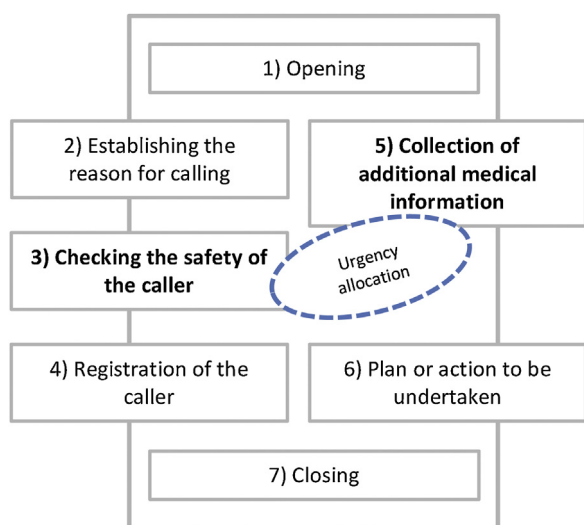 1) Opening
2) Establishing the
reason for calling
3) Checking the safety of
the caller
4) Registration of the
caller
5) Collection of
additional medical
information
Urgency
allocation
6) Plan or action to be
undertaken
7) Closing